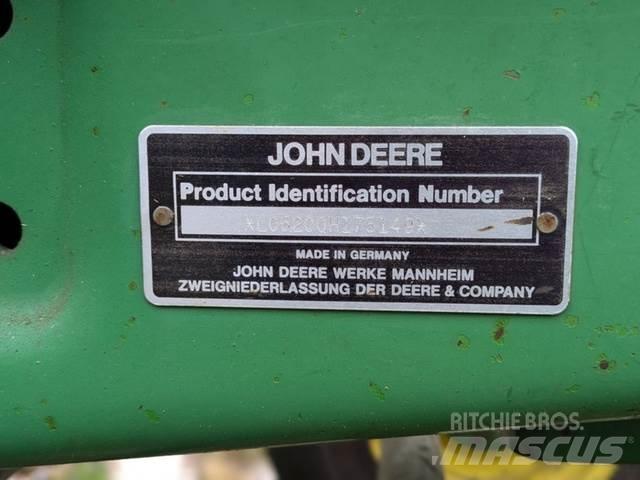 JOHN DEERE
Product Identification Number
MADE IN GERMANY
JOHN DEERE WERKE MANNHEIM
ZWEIGNIEDERLASSUNG DER DEERE & COMPANY
RITCHIE BROS.
MASCUS